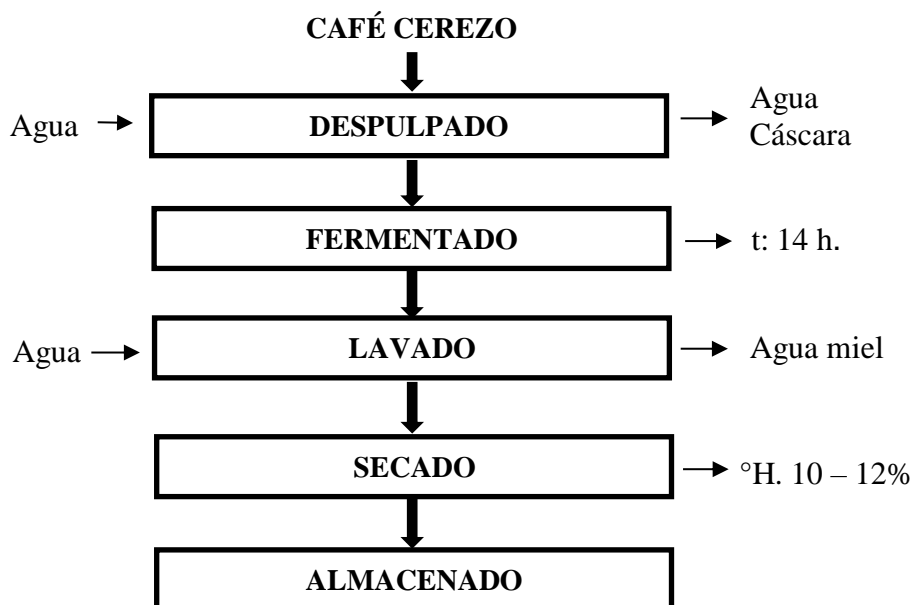 CAFÉ CEREZO
Agua
DESPULPADO
Agua
Cáscara
FERMENTADO
t: 14 h.
Agua
LAVADO
Agua miel
SECADO
°H. 10 – 12%
ALMACENADO